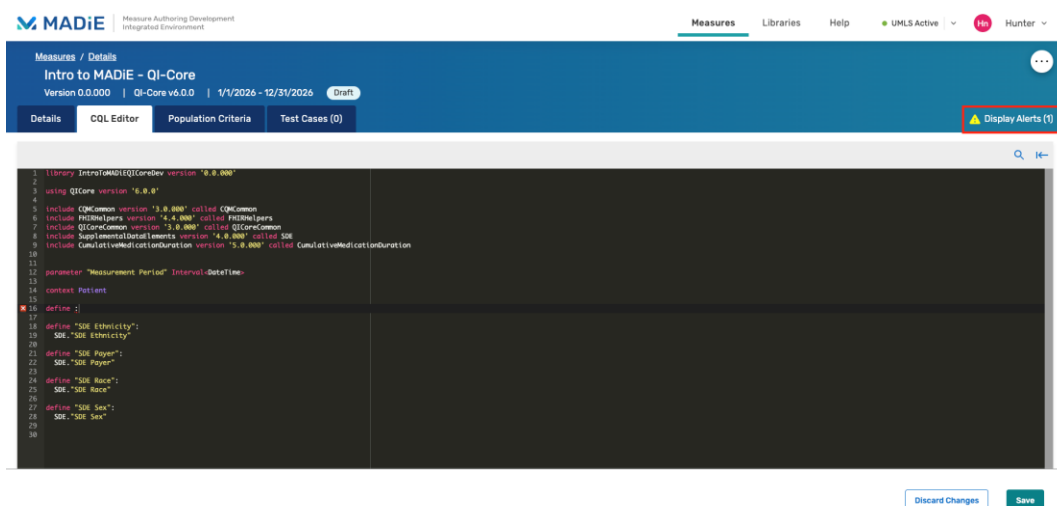 MADiE
Measure Authoring Development
Integrated Environment
Measures Libraries Help UMLS Active Hn Hunter
Measures / Details
Intro to MADiE - QI-Core
Version 0.0.000 | QI-Core v6.0.0 | 1/1/2026 - 12/31/2026 Draft
Details CQL Editor Population Criteria Test Cases (0) Display Alerts (1)
1 library IntroToMADiEQICoreDev version '0.0.000'
2
3 using QICore version '6.0.0'
4
5 include CQMCommon version '3.0.000' called CQMCommon
6 include FHIRHelpers version '4.4.000' called FHIRHelpers
7 include QICoreCommon version '3.0.000' called QICoreCommon
8 include SupplementalDataElements version '4.0.000' called SDE
9 include CumulativeMedicationDuration version '5.0.000' called CumulativeMedicationDuration
10
11
12 parameter "Measurement Period" Interval<DateTime>
13
14 context Patient
15
16 define :
17
18 define "SDE Ethnicity":
19 SDE."SDE Ethnicity"
20
21 define "SDE Payer":
22 SDE."SDE Payer"
23
24 define "SDE Race":
25 SDE."SDE Race"
26
27 define "SDE Sex":
28 SDE."SDE Sex"
29
30
Discard Changes Save